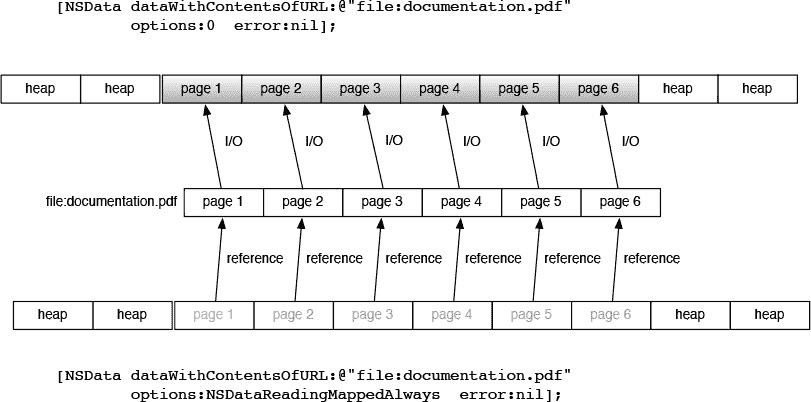 [NSData dataWithContentsOfURL:@"file:documentation.pdf"
options:0  error:nil];
heap heap page 1 page 2 page 3 page 4 page 5 page 6 heap heap
I/O I/O I/O I/O I/O I/O
file:documentation.pdf page 1 page 2 page 3 page 4 page 5 page 6
reference reference reference reference reference reference
heap heap page 1 page 2 page 3 page 4 page 5 page 6 heap heap
[NSData dataWithContentsOfURL:@"file:documentation.pdf"
options:NSDataReadingMappedAlways  error:nil];